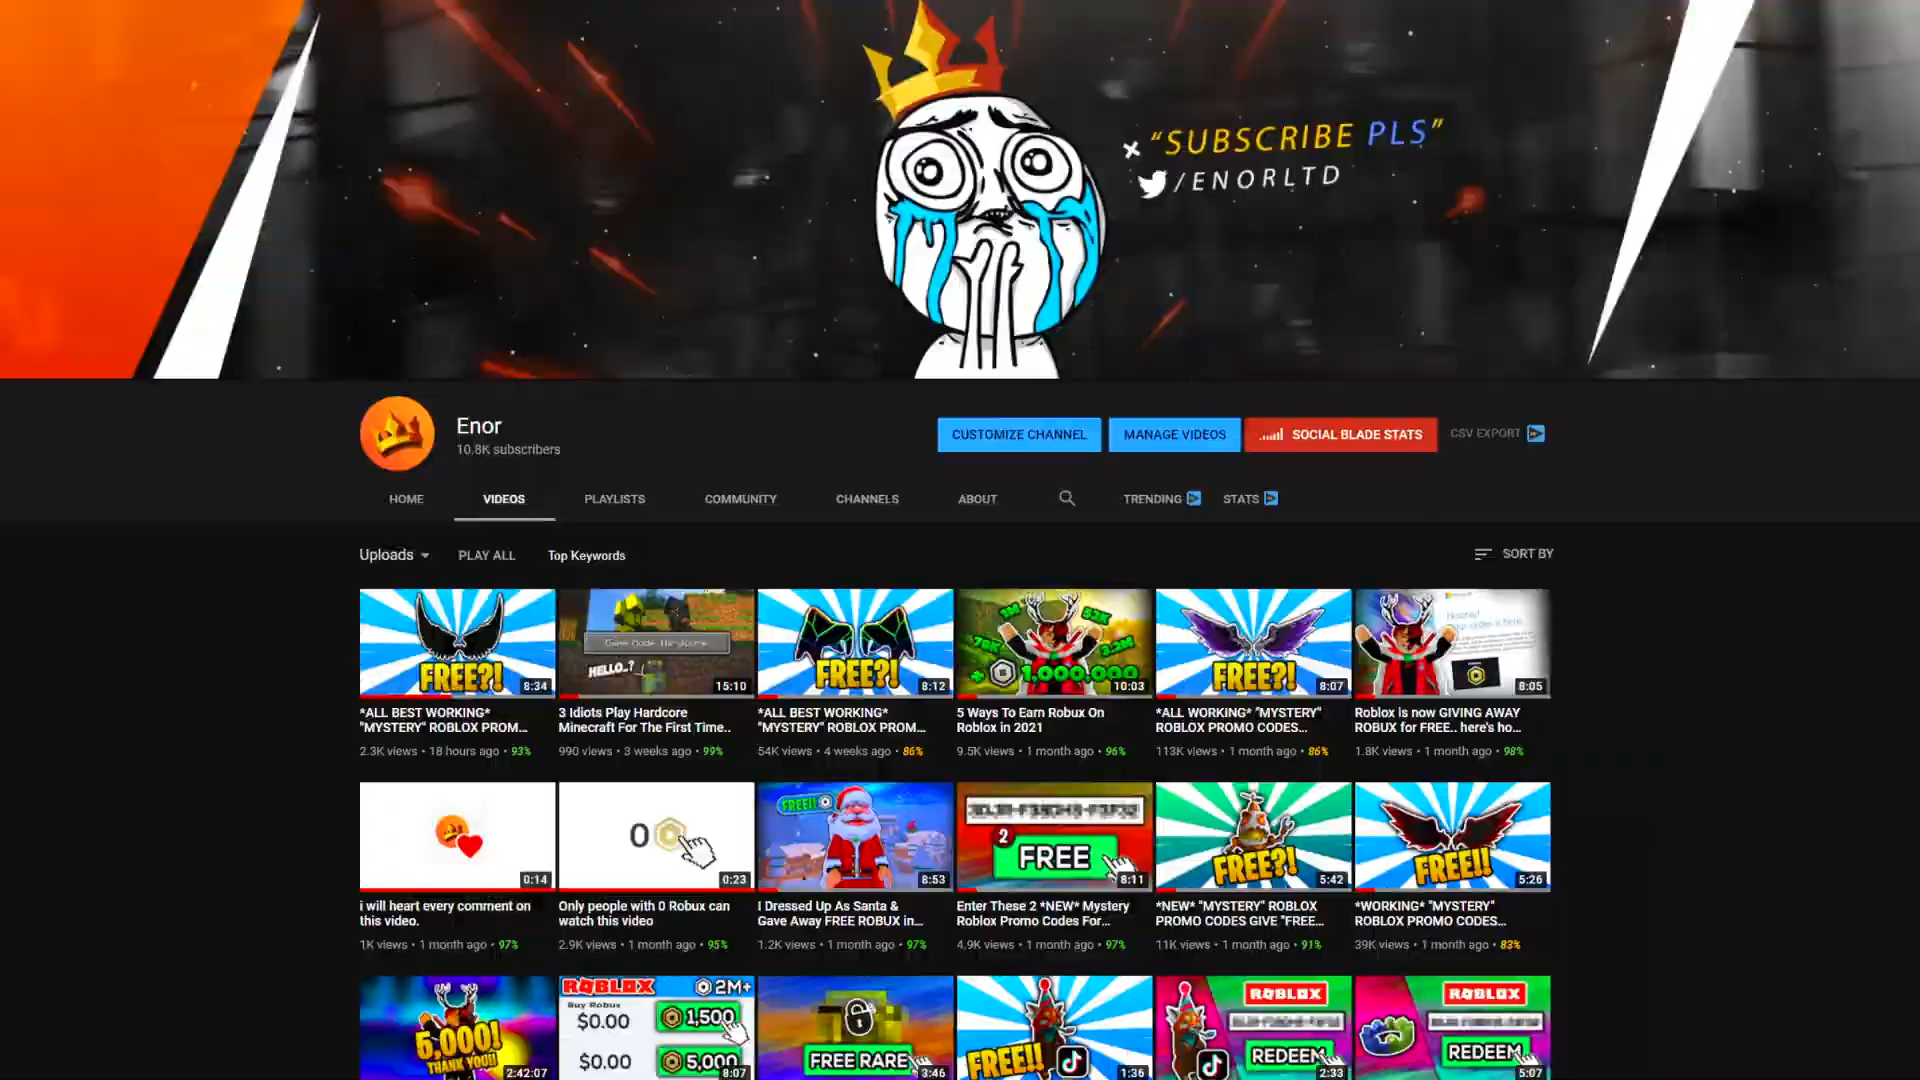 "SUBSCRIBE PLS"
/ENORLTD
Enor
10.8K subscribers
CUSTOMIZE CHANNEL
MANAGE VIDEOS
SOCIAL BLADE STATS
CSV EXPORT
HOME
VIDEOS
PLAYLISTS
COMMUNITY
CHANNELS
ABOUT
TRENDING
STATS
Uploads
PLAY ALL
Top Keywords
SORT BY
FREE?!
8:34
Game Mode: Hardcore
HELLO..?
15:10
FREE?!
8:12
1M
52K
70K
3.2M
+ 1,000,000
10:03
FREE?!
8:07
Hooray!
8:05
*ALL BEST WORKING*
"MYSTERY" ROBLOX PROM...
2.3K views • 18 hours ago • 93%
3 Idiots Play Hardcore
Minecraft For The First Time..
990 views • 3 weeks ago • 99%
*ALL BEST WORKING*
"MYSTERY" ROBLOX PROM...
54K views • 4 weeks ago • 86%
5 Ways To Earn Robux On
Roblox in 2021
9.5K views • 1 month ago • 96%
*ALL WORKING* "MYSTERY"
ROBLOX PROMO CODES...
113K views • 1 month ago • 86%
Roblox is now GIVING AWAY
ROBUX for FREE.. here's ho...
1.8K views • 1 month ago • 98%
0:14
0
0:23
FREE!!
8:53
2
FREE
8:11
FREE?!
5:42
FREE!!
5:26
i will heart every comment on
this video.
1K views • 1 month ago • 97%
Only people with 0 Robux can
watch this video
2.9K views • 1 month ago • 95%
I Dressed Up As Santa &
Gave Away FREE ROBUX in...
1.2K views • 1 month ago • 97%
Enter These 2 *NEW* Mystery
Roblox Promo Codes For...
4.9K views • 1 month ago • 97%
*NEW* "MYSTERY" ROBLOX
PROMO CODES GIVE "FREE...
11K views • 1 month ago • 91%
*WORKING* "MYSTERY"
ROBLOX PROMO CODES...
39K views • 1 month ago • 83%
5,000!
THANK YOU!!
2:42:07
ROBLOX
2M+
Buy Robux
$0.00
1,500
$0.00
5,000
8:07
FREE RARE
3:46
FREE!!
1:36
ROBLOX
REDEEM
2:33
ROBLOX
REDEEM
5:07